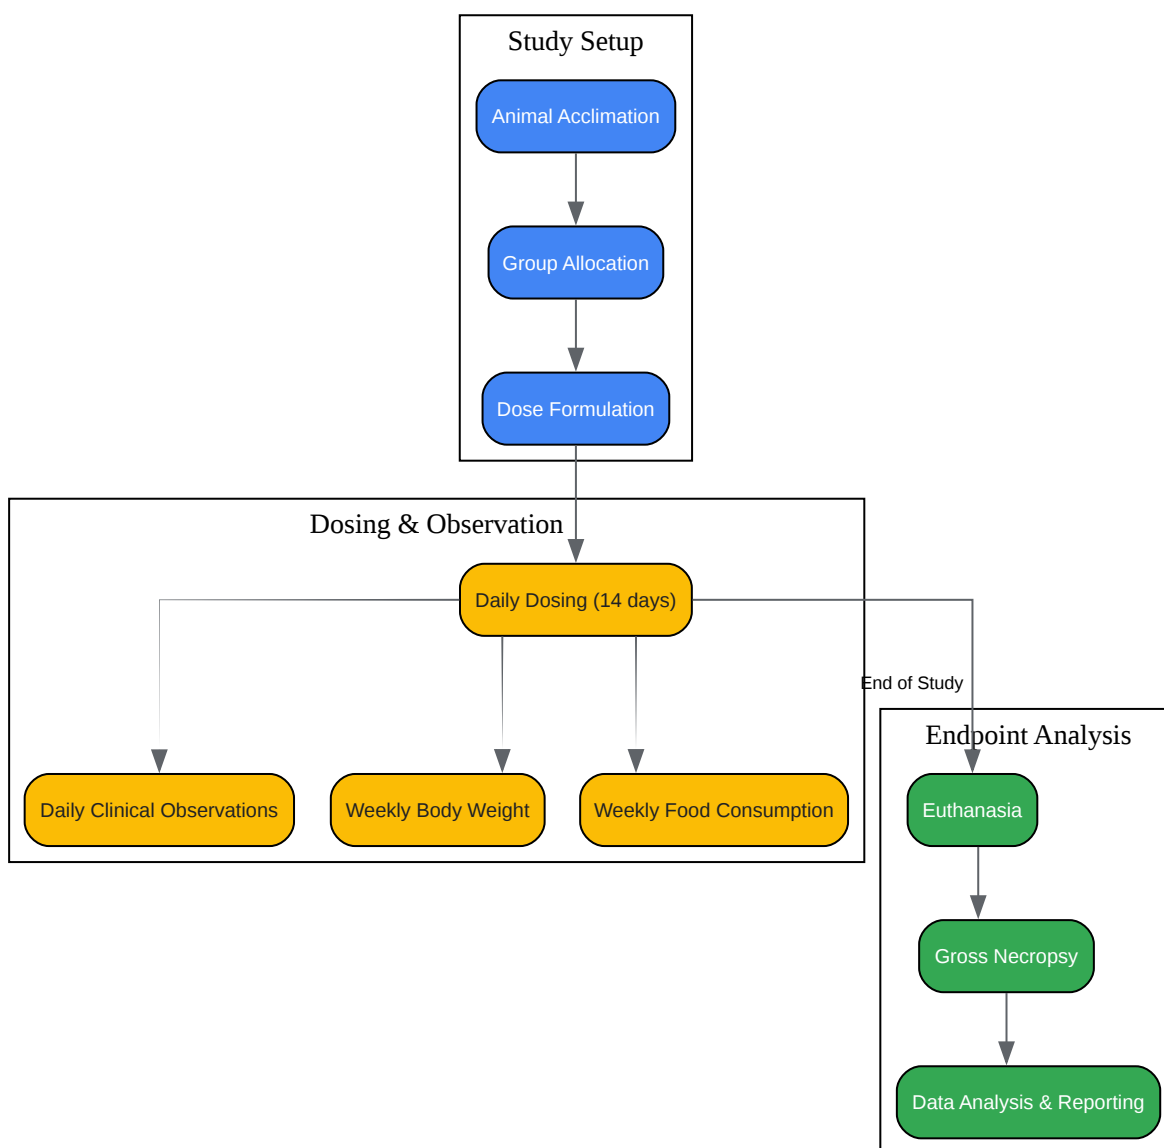 Study Setup
Animal Acclimation
Group Allocation
Dose Formulation
Dosing & Observation
Daily Dosing (14 days)
End of Study
Daily Clinical Observations
Weekly Body Weight
Weekly Food Consumption
Endpoint Analysis
Euthanasia
Gross Necropsy
Data Analysis & Reporting